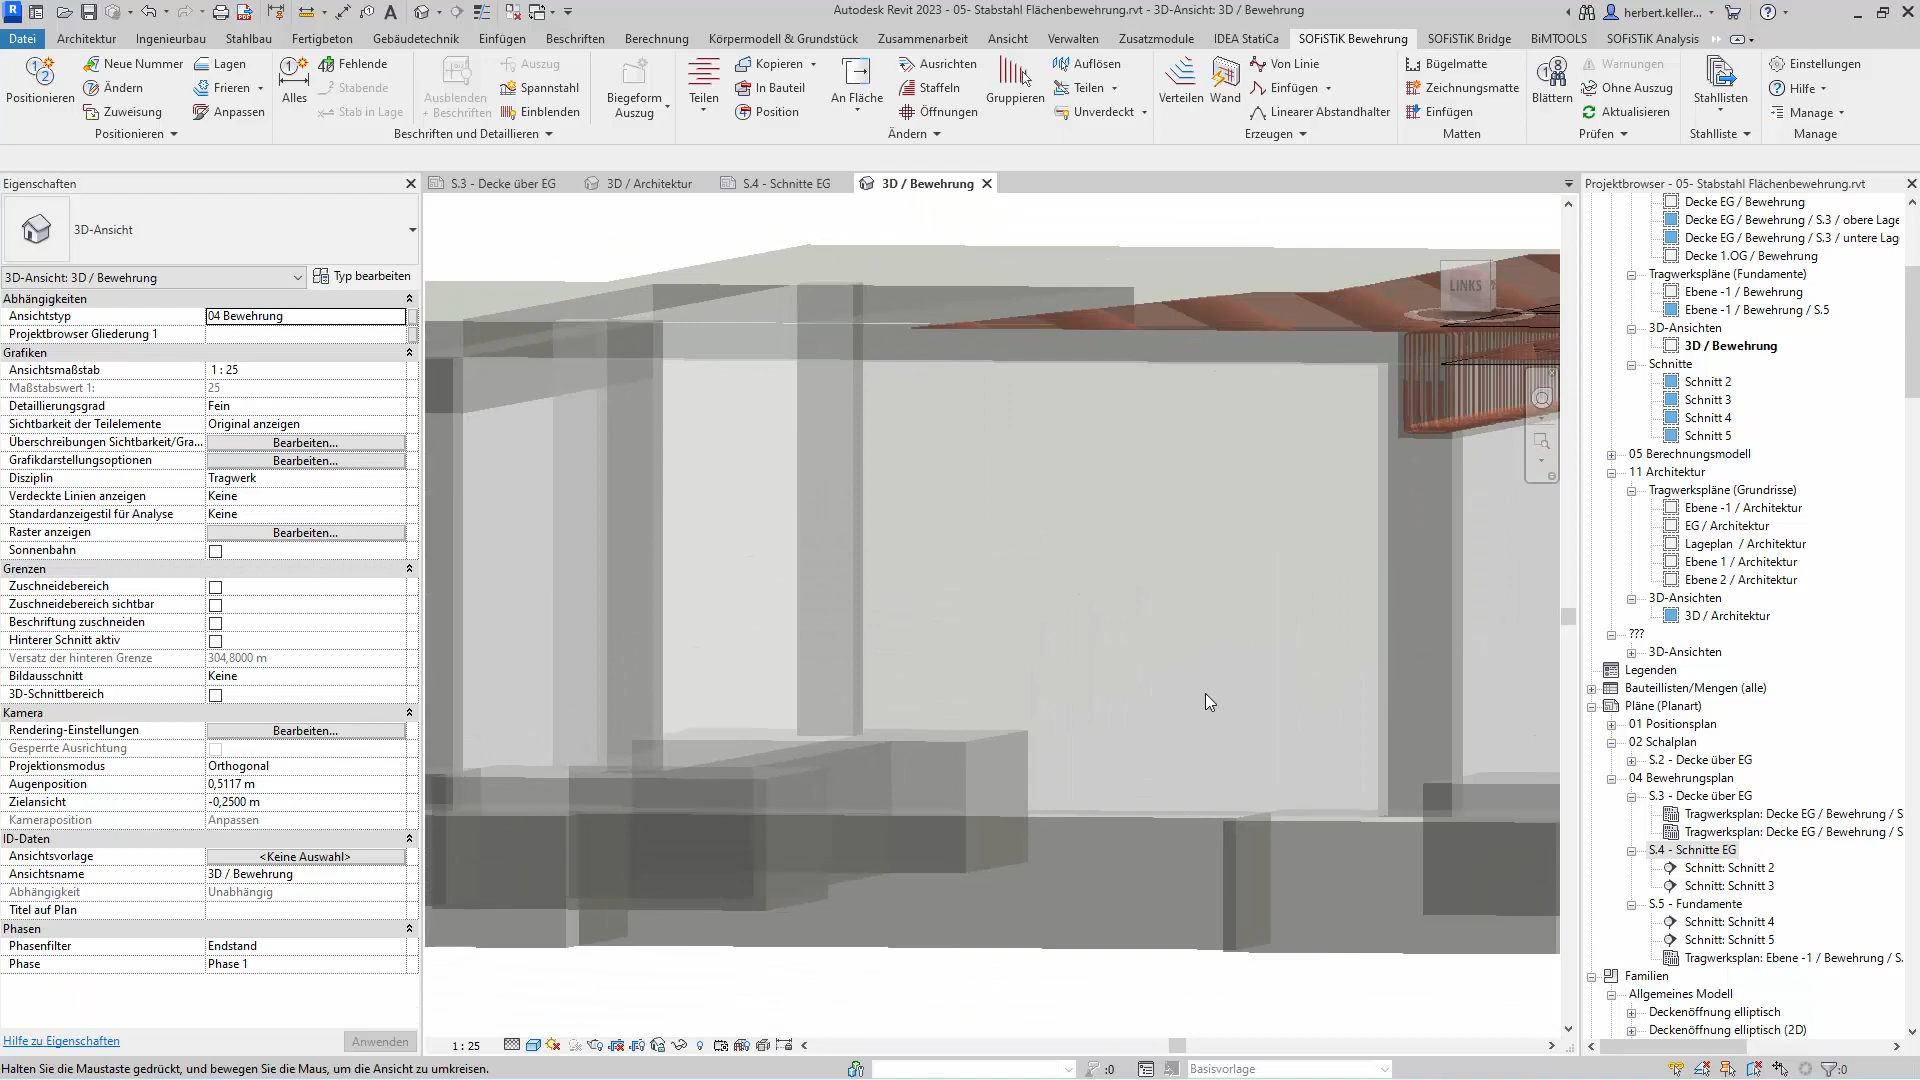 Autodesk Revit 2023 - 05- Stabstahl Flächenbewehrung.rvt - 3D-Ansicht: 3D / Bewehrung
herbert.keller...
Datei Architektur Ingenieurbau Stahlbau Fertigbeton Gebäudetechnik Einfügen Beschriften Berechnung Körpermodell & Grundstück Zusammenarbeit Ansicht Verwalten Zusatzmodule IDEA StatiCa SOFiSTiK Bewehrung SOFiSTiK Bridge BiMTOOLS SOFiSTiK Analysis
Neue Nummer Lagen Fehlende Auszug Kopieren Ausrichten Auflösen Von Linie Bügelmatte Warnungen Einstellungen
Ändern Frieren Stabende Spannstahl In Bauteil Staffeln Teilen Einfügen Zeichnungsmatte Ohne Auszug Hilfe
Positionieren Alles Ausblenden Biegeform Teilen An Fläche Gruppieren Verteilen Wand Blättern Stahllisten
Zuweisung Anpassen Stab in Lage + Beschriften Einblenden Auszug Position Öffnungen Unverdeckt Linearer Abstandhalter Einfügen Aktualisieren Manage
Positionieren Beschriften und Detaillieren Ändern Erzeugen Matten Prüfen Stahlliste Manage
Eigenschaften
S.3 - Decke über EG 3D / Architektur S.4 - Schnitte EG 3D / Bewehrung
Projektbrowser - 05- Stabstahl Flächenbewehrung.rvt
3D-Ansicht
3D-Ansicht: 3D / Bewehrung Typ bearbeiten
Abhängigkeiten
Ansichtstyp 04 Bewehrung
Projektbrowser Gliederung 1
Grafiken
Ansichtsmaßstab 1 : 25
Maßstabswert 1: 25
Detaillierungsgrad Fein
Sichtbarkeit der Teilelemente Original anzeigen
Überschreibungen Sichtbarkeit/Gra... Bearbeiten...
Grafikdarstellungsoptionen Bearbeiten...
Disziplin Tragwerk
Verdeckte Linien anzeigen Keine
Standardanzeigestil für Analyse Keine
Raster anzeigen Bearbeiten...
Sonnenbahn
Grenzen
Zuschneidebereich
Zuschneidebereich sichtbar
Beschriftung zuschneiden
Hinterer Schnitt aktiv
Versatz der hinteren Grenze 304,8000 m
Bildausschnitt Keine
3D-Schnittbereich
Kamera
Rendering-Einstellungen Bearbeiten...
Gesperrte Ausrichtung
Projektionsmodus Orthogonal
Augenposition 0,5117 m
Zielansicht -0,2500 m
Kameraposition Anpassen
ID-Daten
Ansichtsvorlage <Keine Auswahl>
Ansichtsname 3D / Bewehrung
Abhängigkeit Unabhängig
Titel auf Plan
Phasen
Phasenfilter Endstand
Phase Phase 1
Hilfe zu Eigenschaften Anwenden
LINKS
1 : 25
Decke EG / Bewehrung
Decke EG / Bewehrung / S.3 / obere Lage
Decke EG / Bewehrung / S.3 / untere Lag
Decke 1.OG / Bewehrung
Tragwerkspläne (Fundamente)
Ebene -1 / Bewehrung
Ebene -1 / Bewehrung / S.5
3D-Ansichten
3D / Bewehrung
Schnitte
Schnitt 2
Schnitt 3
Schnitt 4
Schnitt 5
05 Berechnungsmodell
11 Architektur
Tragwerkspläne (Grundrisse)
Ebene -1 / Architektur
EG / Architektur
Lageplan / Architektur
Ebene 1 / Architektur
Ebene 2 / Architektur
3D-Ansichten
3D / Architektur
???
3D-Ansichten
Legenden
Bauteillisten/Mengen (alle)
Pläne (Planart)
01 Positionsplan
02 Schalplan
S.2 - Decke über EG
04 Bewehrungsplan
S.3 - Decke über EG
Tragwerksplan: Decke EG / Bewehrung / S
Tragwerksplan: Decke EG / Bewehrung / S
S.4 - Schnitte EG
Schnitt: Schnitt 2
Schnitt: Schnitt 3
S.5 - Fundamente
Schnitt: Schnitt 4
Schnitt: Schnitt 5
Tragwerksplan: Ebene -1 / Bewehrung / S.
Familien
Allgemeines Modell
Deckenöffnung elliptisch
Deckenöffnung elliptisch (2D)
Halten Sie die Maustaste gedrückt, und bewegen Sie die Maus, um die Ansicht zu umkreisen. :0 Basisvorlage :0